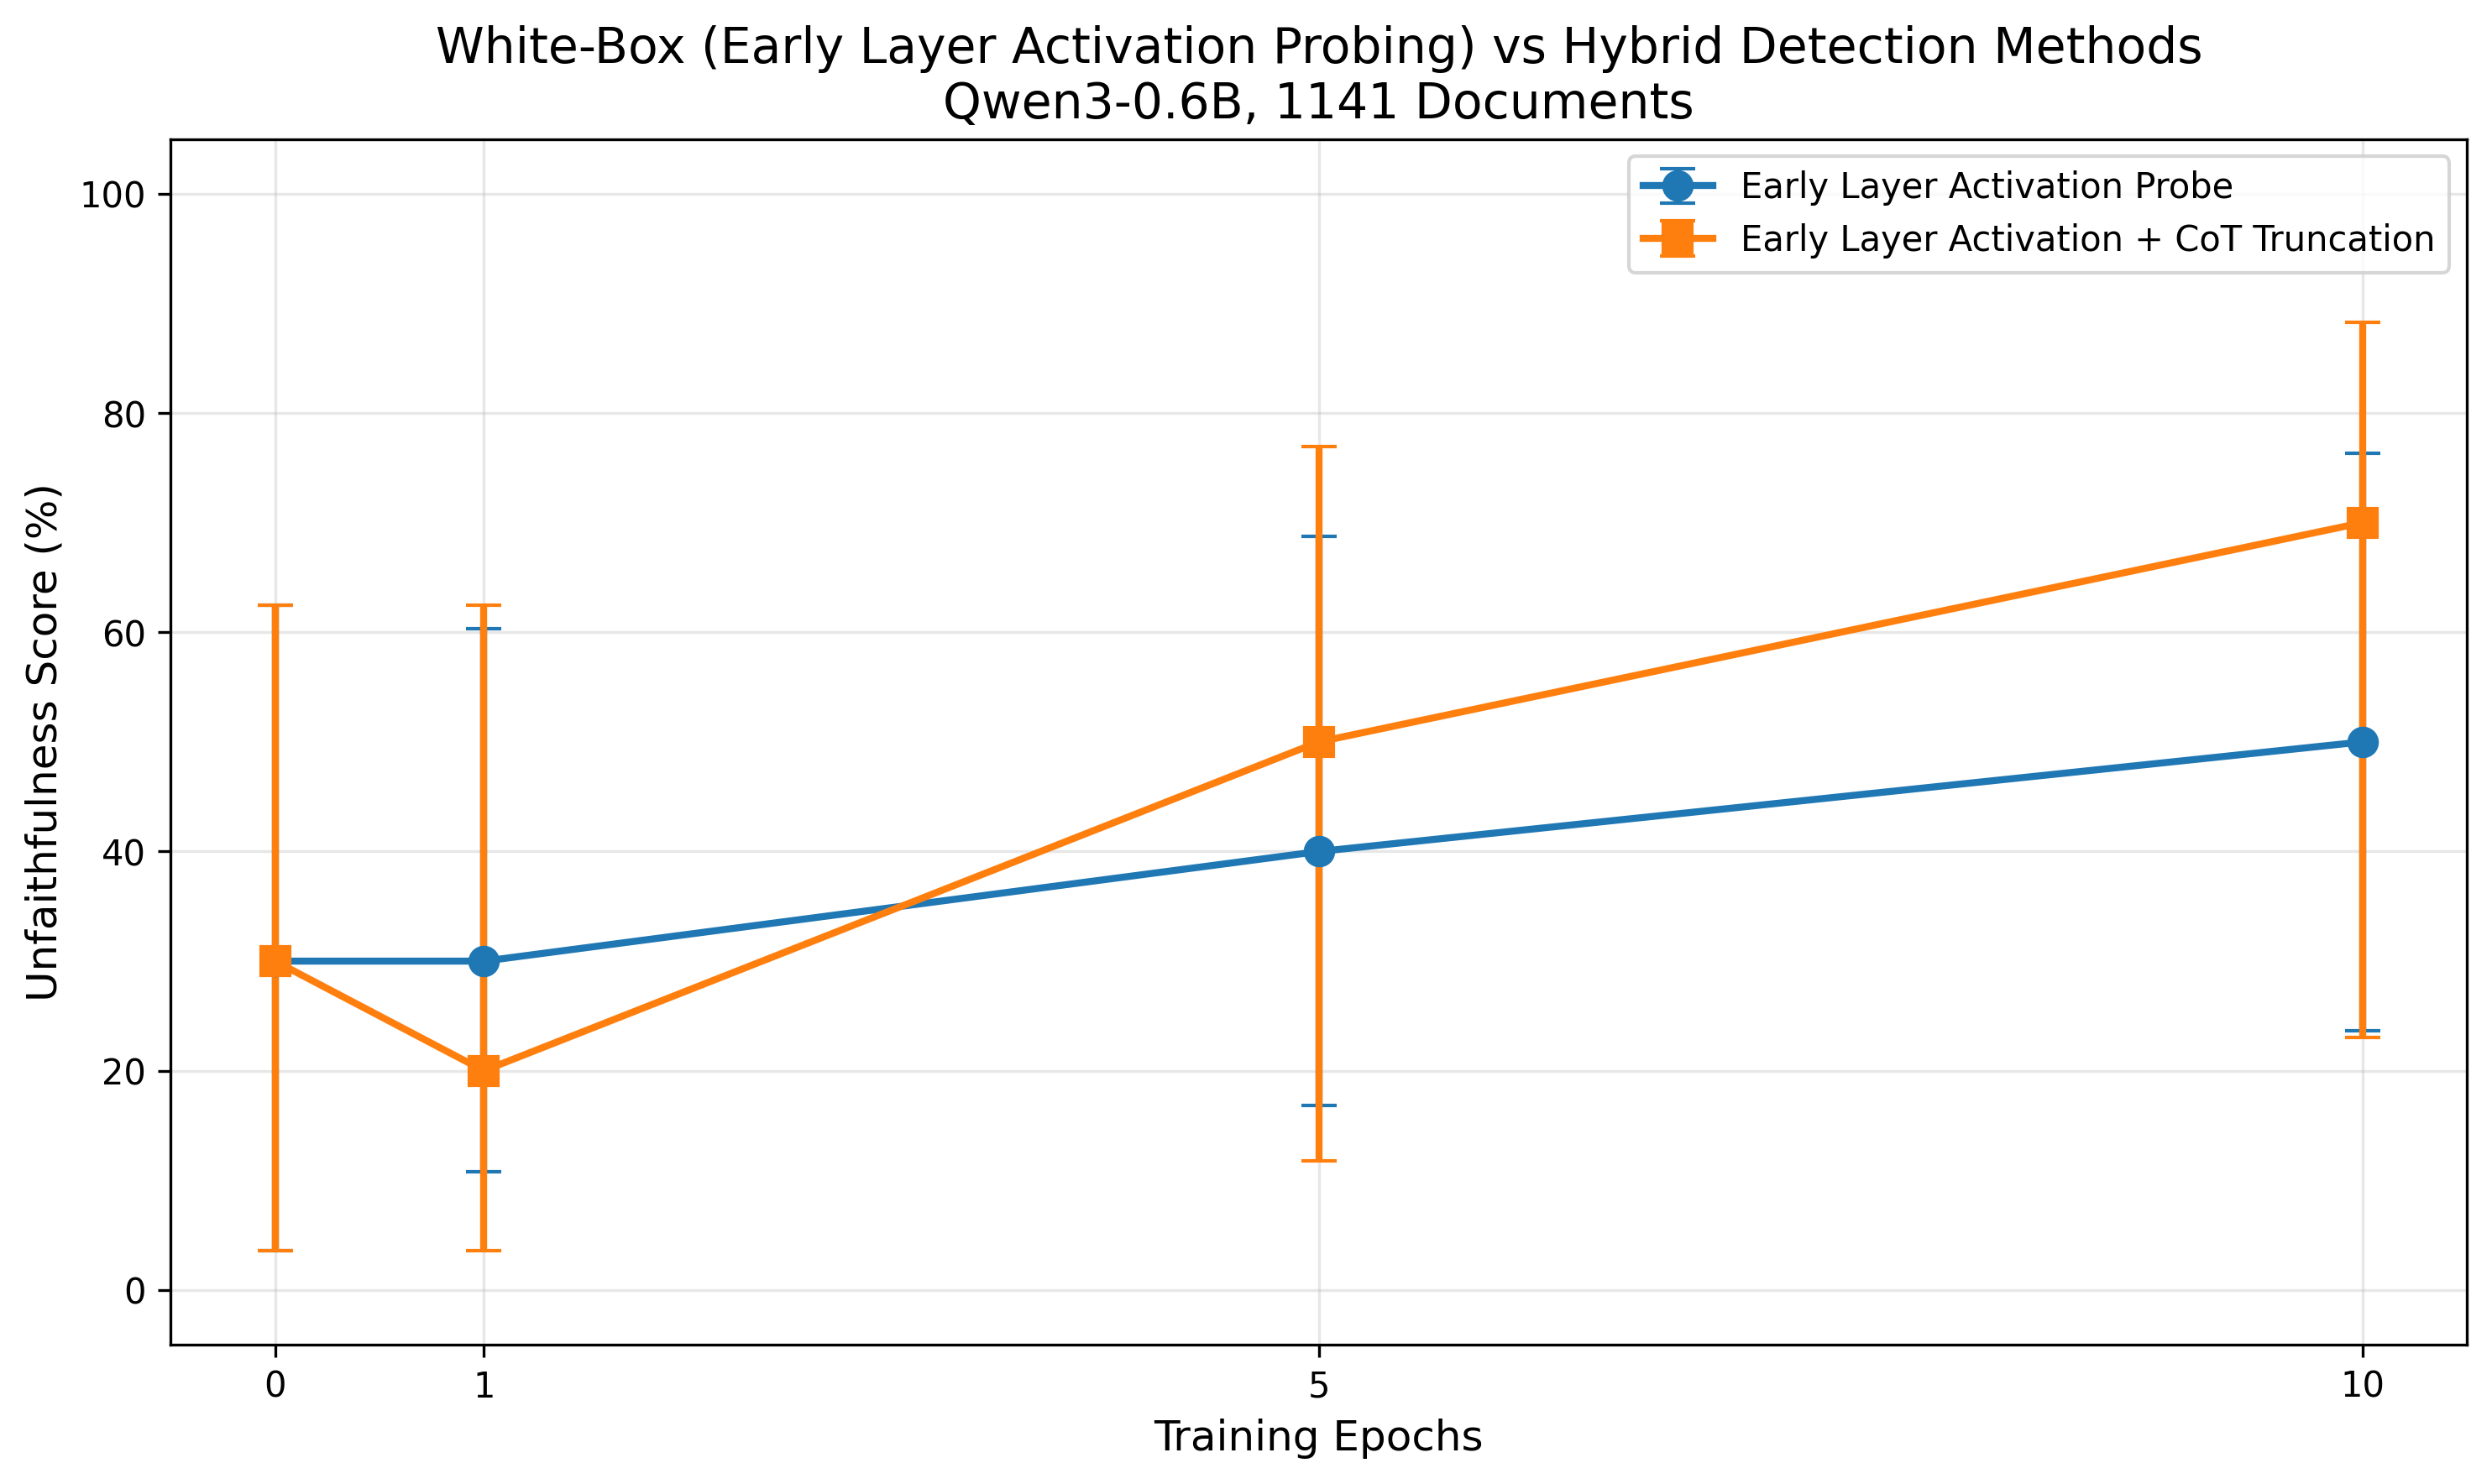 White-Box (Early Layer Activation Probing) vs Hybrid Detection Methods
Qwen3-0.6B, 1141 Documents
Early Layer Activation Probe
Early Layer Activation + CoT Truncation
Unfaithfulness Score (%)
100
80
60
40
20
0
0 1 5 10
Training Epochs